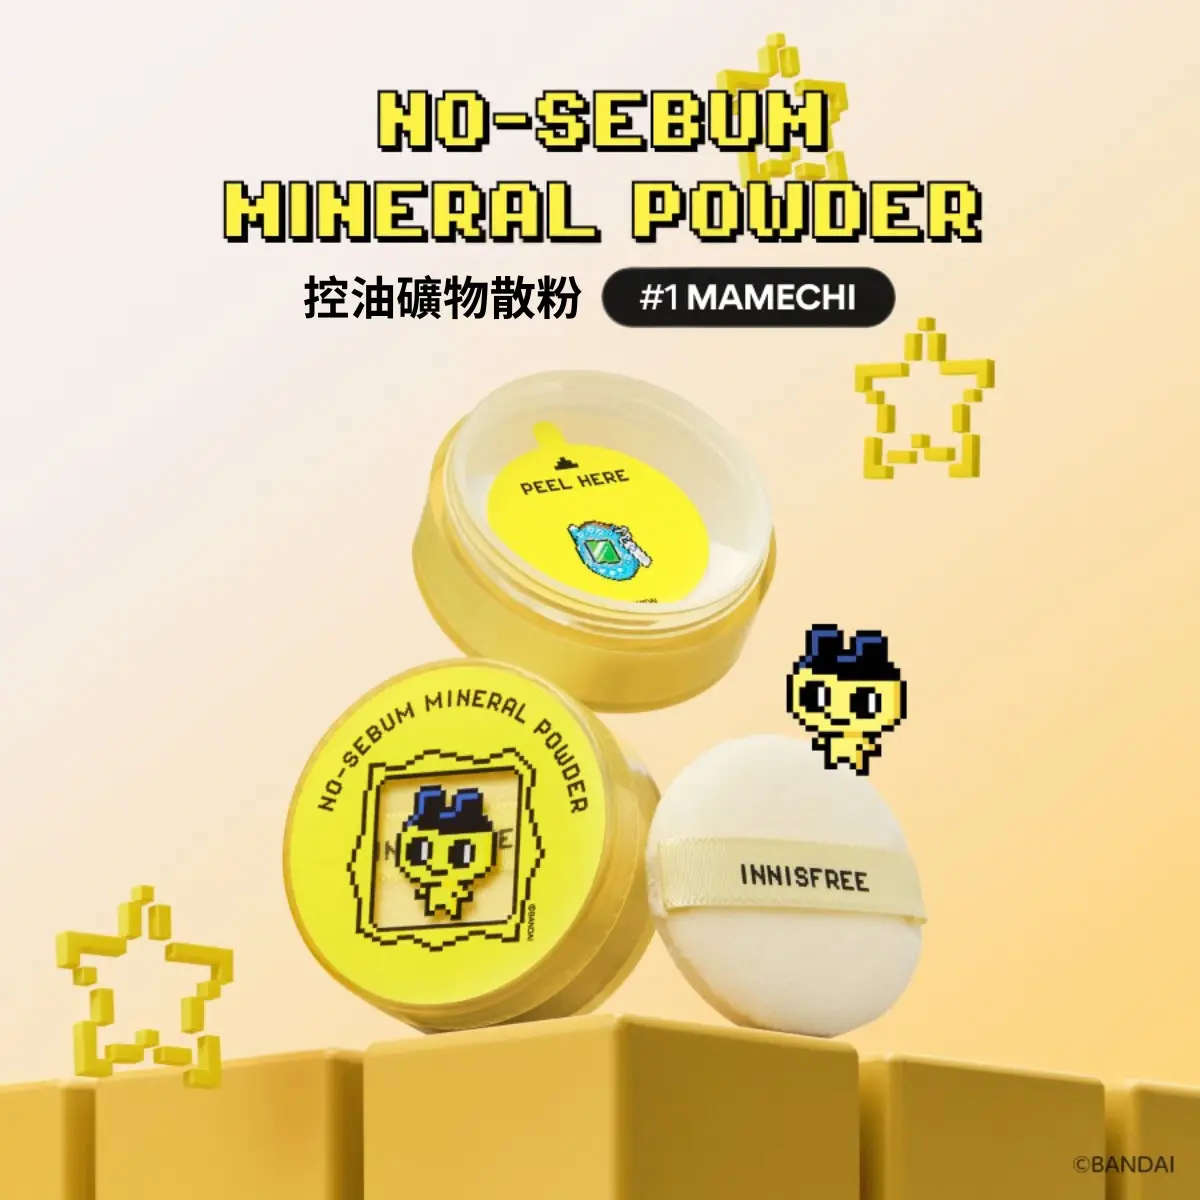 NO-SEBUM
MINERAL POWDER
控油礦物散粉 #1 MAMECHI
PEEL HERE
NO-SEBUM MINERAL POWDER
©BANDAI
INNISFREE
©BANDAI